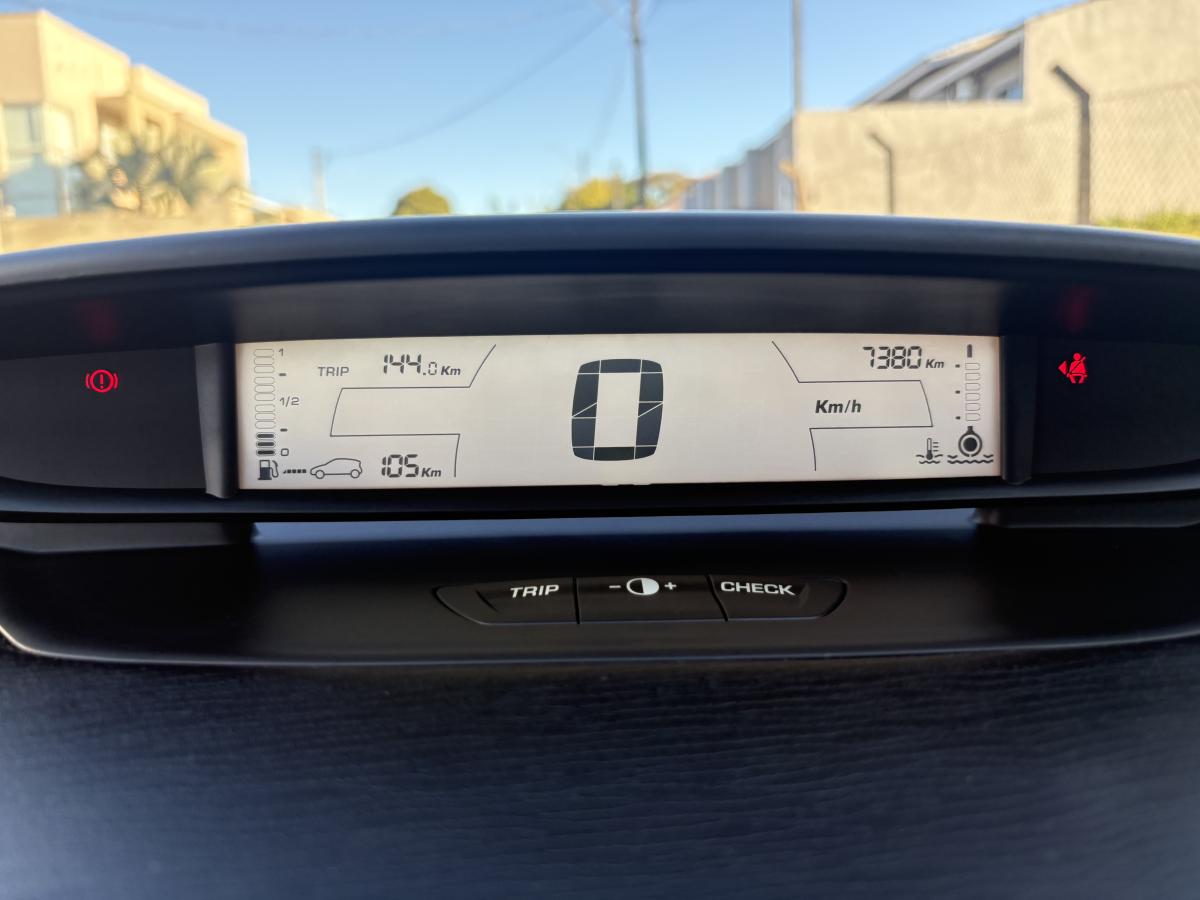 1
TRIP 144.0 Km
7380 Km
1/2
Km/h
0
0
105 Km
TRIP
- +
CHECK